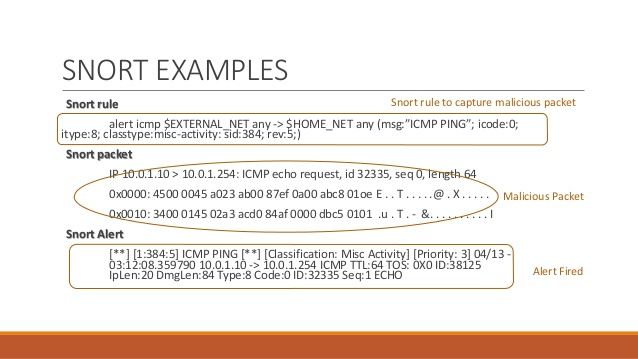 SNORT EXAMPLES
Snort rule
Snort rule to capture malicious packet
alert icmp $EXTERNAL_NET any -> $HOME_NET any (msg:”ICMP PING”; icode:0;
itype:8; classtype:misc-activity: sid:384; rev:5;)
Snort packet
IP 10.0.1.10 > 10.0.1.254: ICMP echo request, id 32335, seq 0, length 64
0x0000: 4500 0045 a023 ab00 87ef 0a00 abc8 01oe E . . T . . . . . @ . X . . . . .
Malicious Packet
0x0010: 3400 0145 02a3 acd0 84af 0000 dbc5 0101 .u . T . - &. . . . . . . . . . I
Snort Alert
[**] [1:384:5] ICMP PING [**] [Classification: Misc Activity] [Priority: 3] 04/13 -
03:12:08.359790 10.0.1.10 -> 10.0.1.254 ICMP TTL:64 TOS: 0X0 ID:38125
IpLen:20 DmgLen:84 Type:8 Code:0 ID:32335 Seq:1 ECHO
Alert Fired